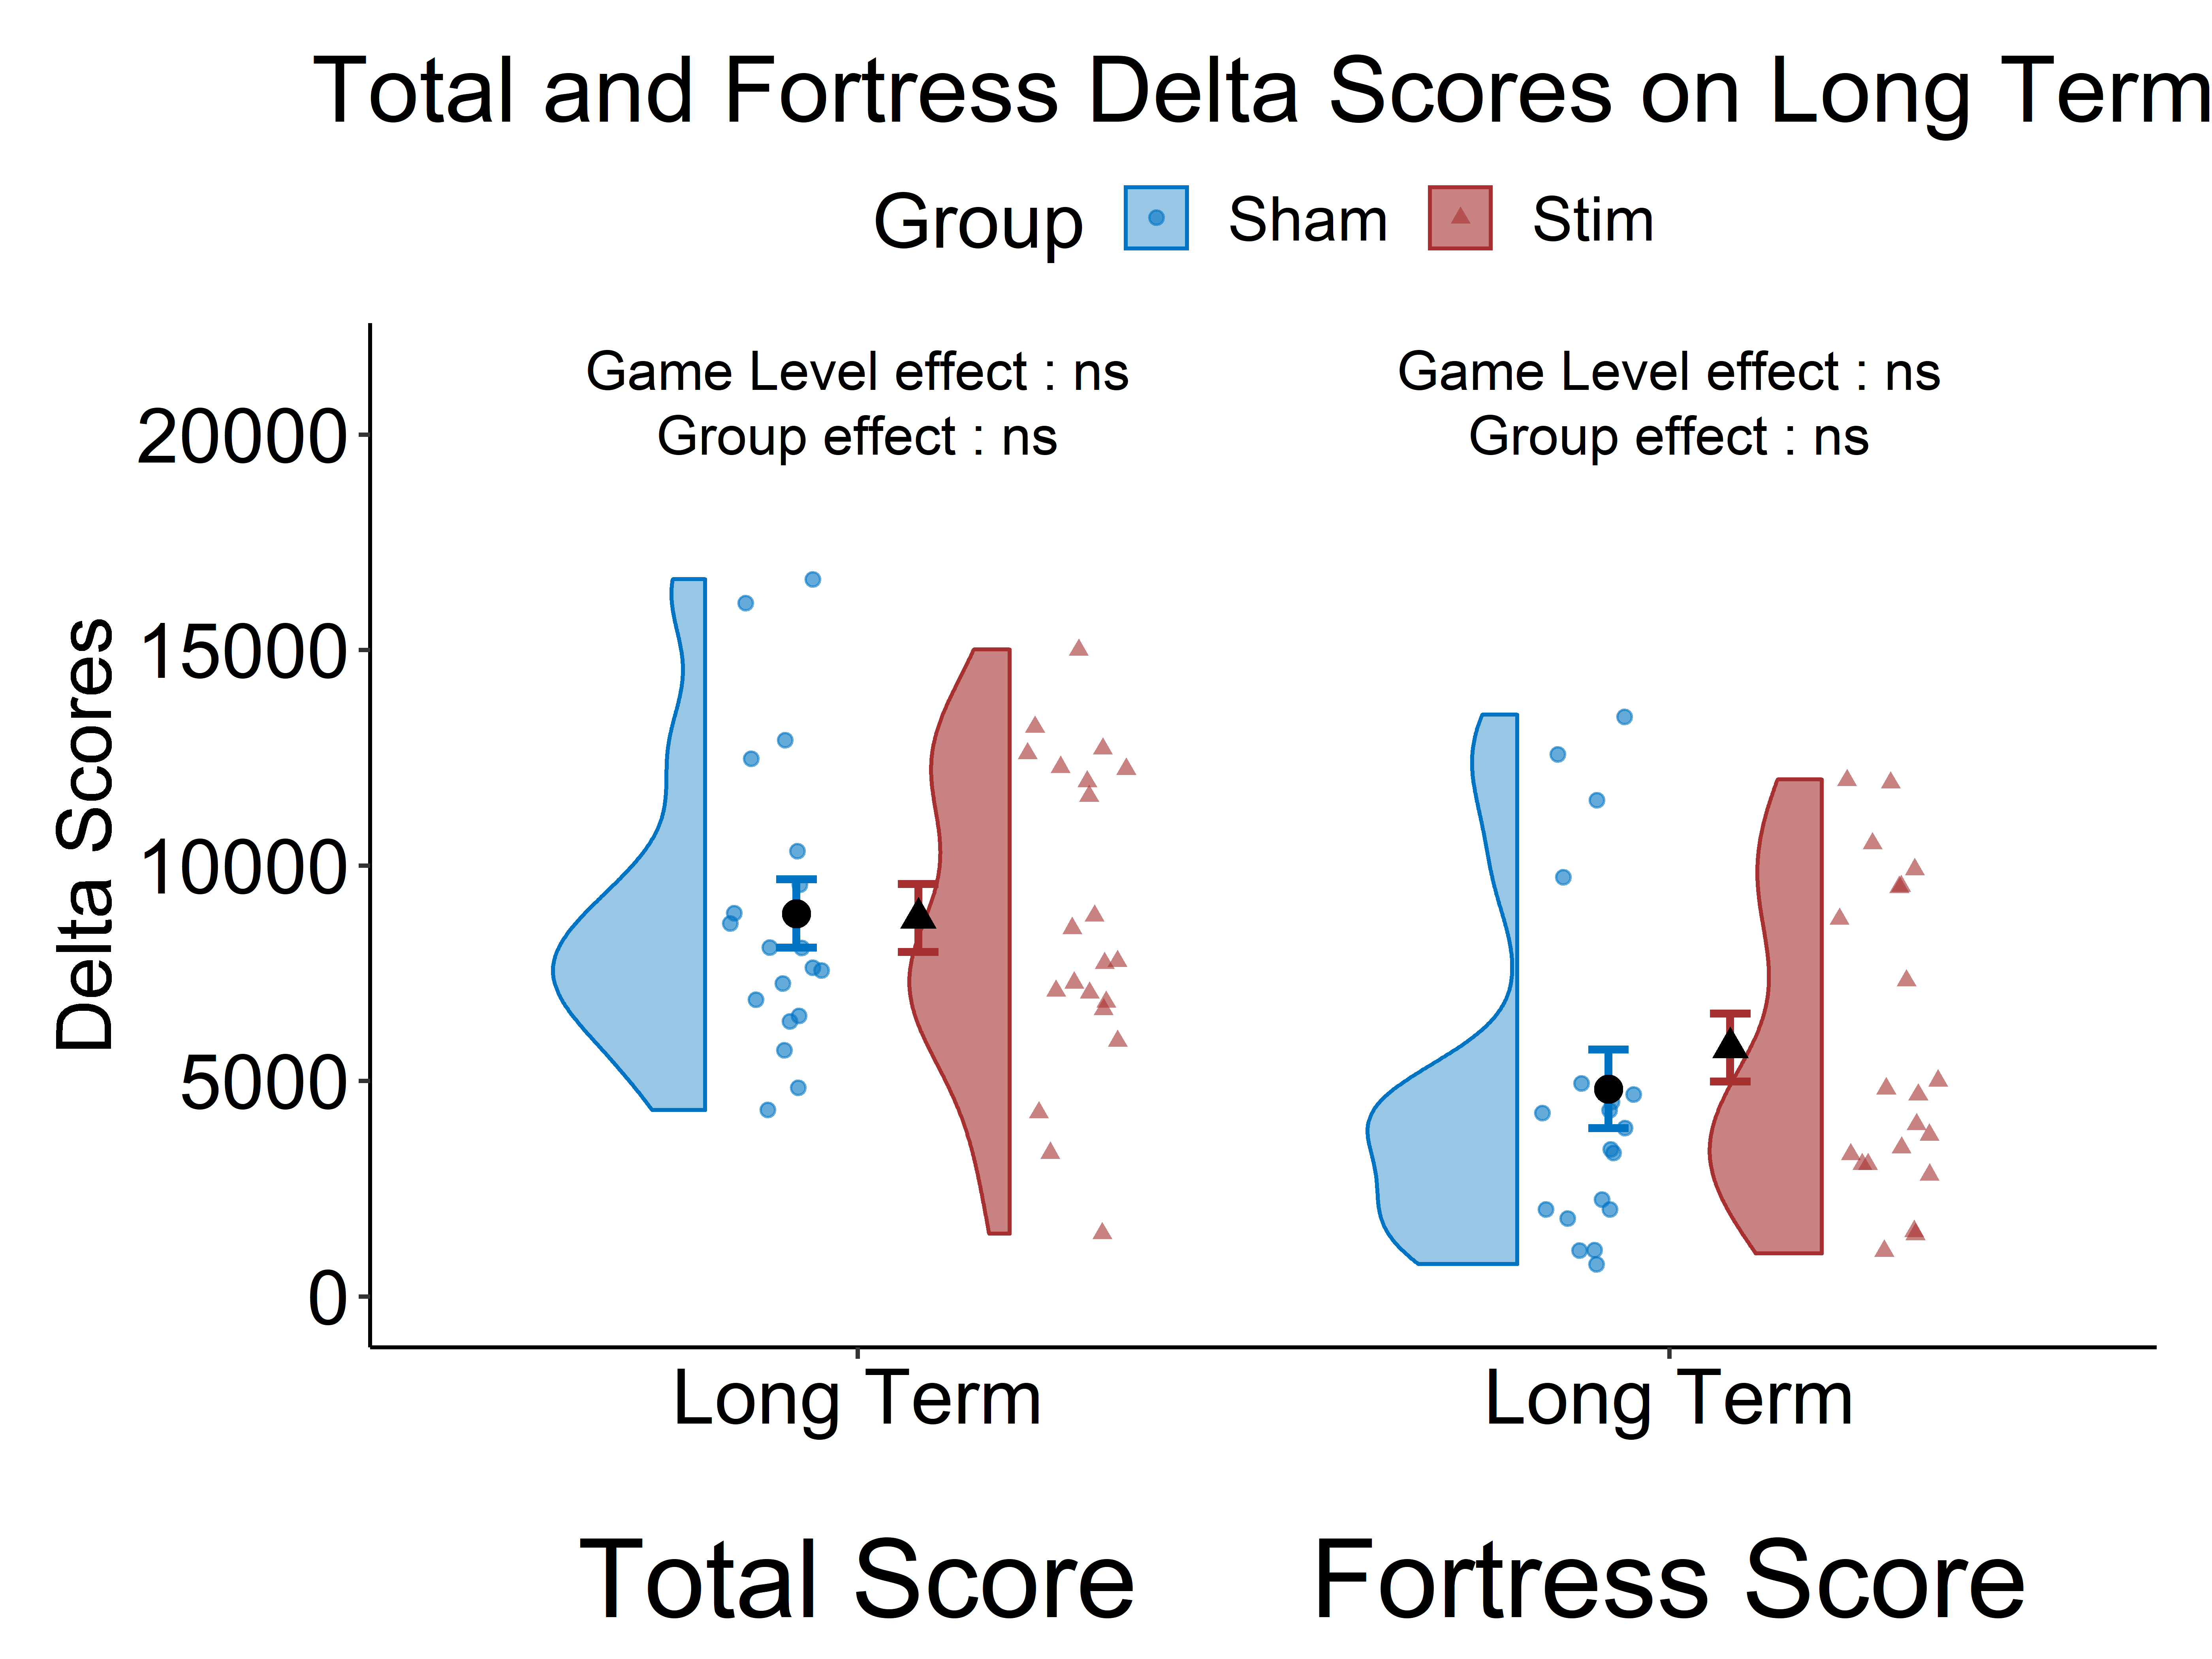 Total and Fortress Delta Scores on Long Term
Group Sham Stim
Game Level effect : ns
Group effect : ns
Game Level effect : ns
Group effect : ns
Delta Scores
20000
15000
10000
5000
0
Long Term
Long Term
Total Score
Fortress Score